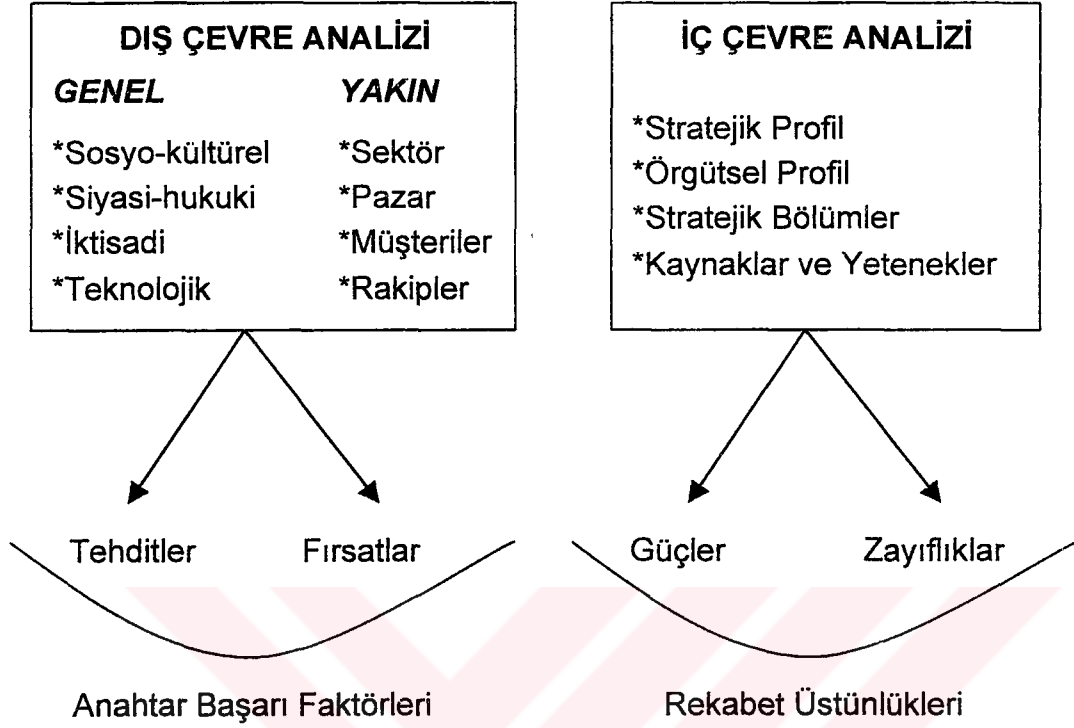 DIŞ ÇEVRE ANALİZİ
GENEL YAKIN
*Sosyo-kültürel *Sektör
*Siyasi-hukuki *Pazar
*İktisadi *Müşteriler
*Teknolojik *Rakipler
İÇ ÇEVRE ANALİZİ
*Stratejik Profil
*Örgütsel Profil
*Stratejik Bölümler
*Kaynaklar ve Yetenekler
Tehditler Fırsatlar
Güçler Zayıflıklar
Anahtar Başarı Faktörleri
Rekabet Üstünlükleri